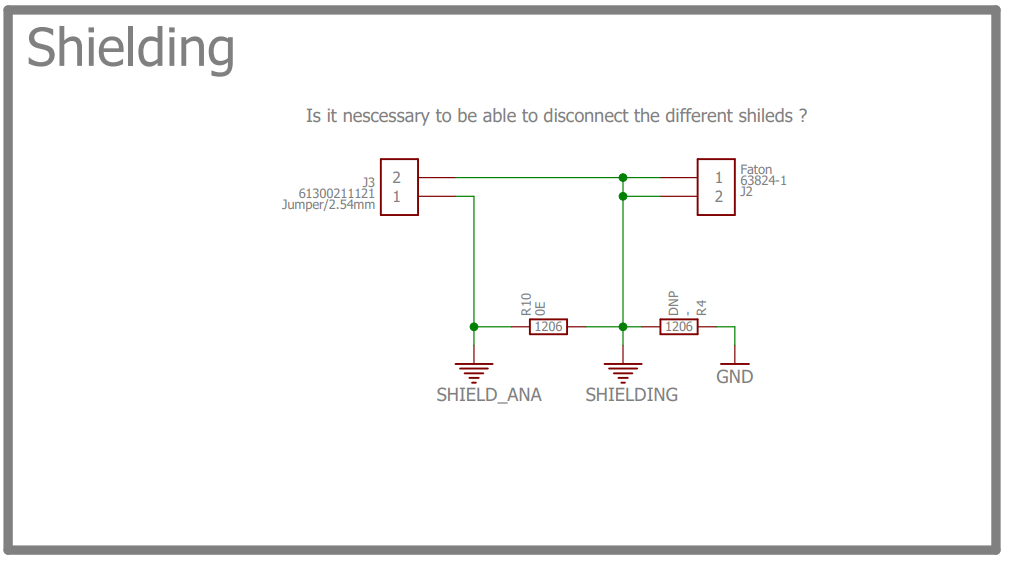 Shielding
Is it nescessary to be able to disconnect the different shileds ?
J3
61300211121
Jumper/2.54mm
2
1
1
2
Faton
63824-1
J2
R10
0E
1206
DNP
-
R4
1206
SHIELD_ANA
SHIELDING
GND